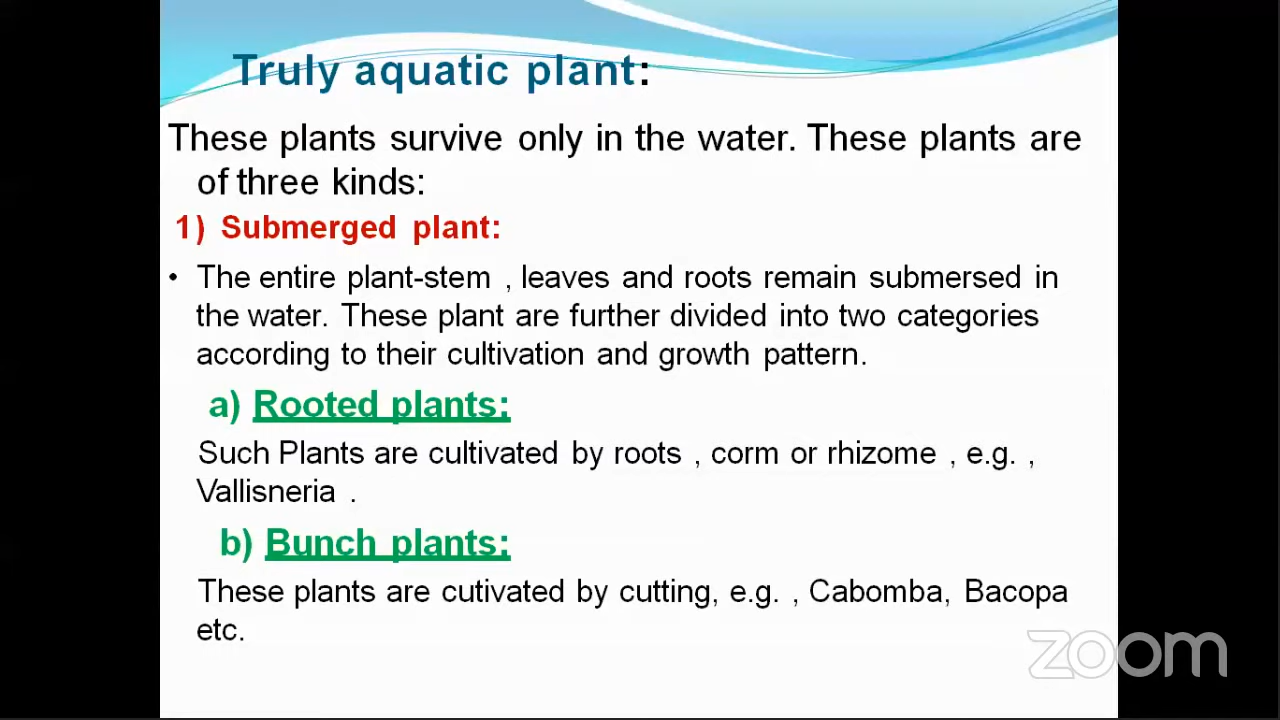 Truly aquatic plant:
These plants survive only in the water. These plants are
of three kinds:
1) Submerged plant:
• The entire plant-stem , leaves and roots remain submersed in
the water. These plant are further divided into two categories
according to their cultivation and growth pattern.
a) Rooted plants:
Such Plants are cultivated by roots , corm or rhizome , e.g. ,
Vallisneria .
b) Bunch plants:
These plants are cutivated by cutting, e.g. , Cabomba, Bacopa
etc.
zoom